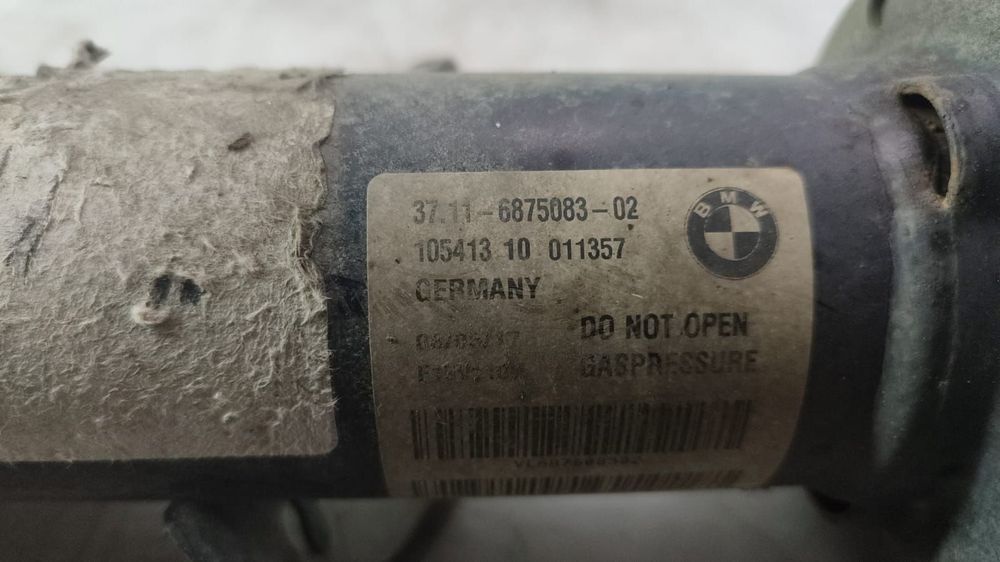 37.11-6875083-02
BMW
105413 10 011357
GERMANY
DO NOT OPEN
GASPRESSURE